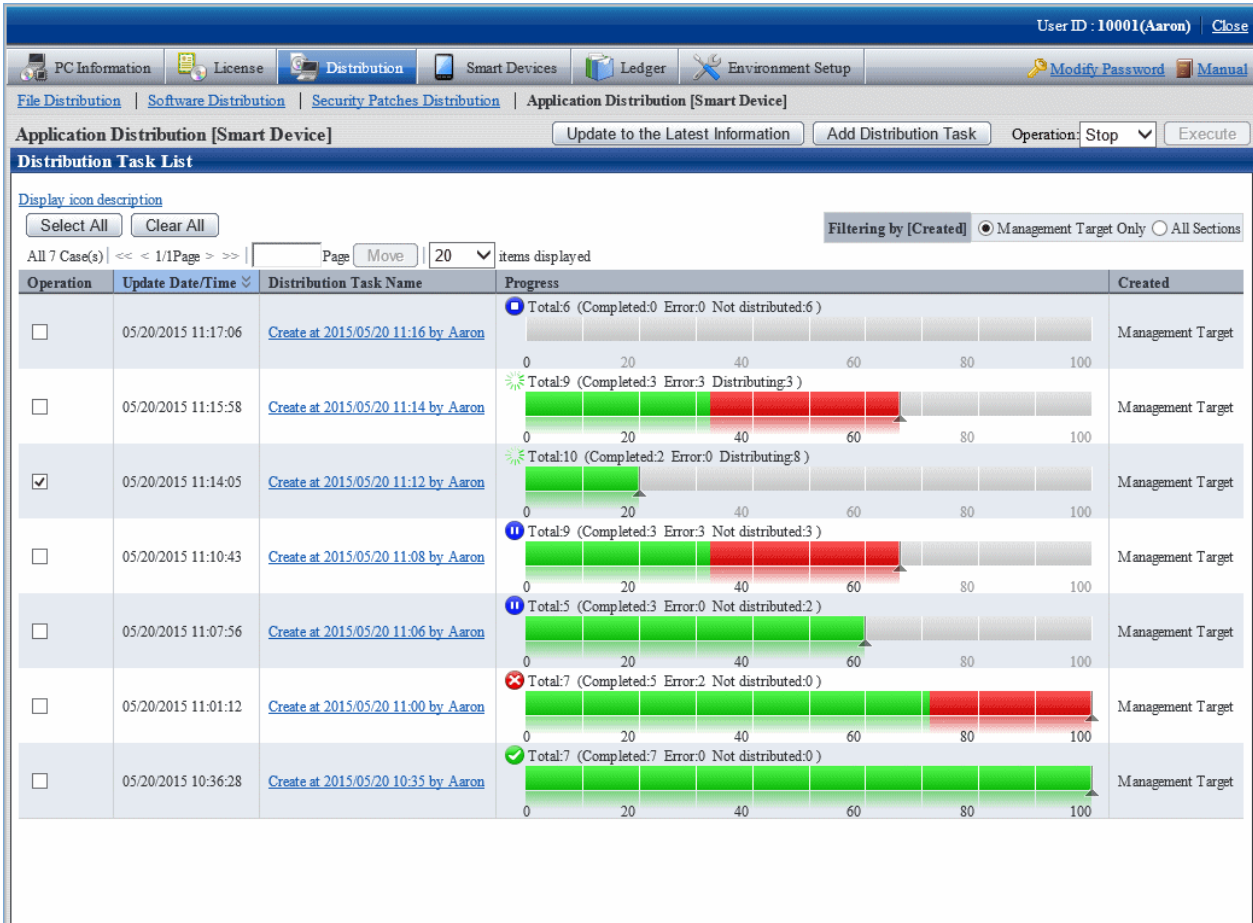 User ID : 10001(Aaron) Close
PC Information License Distribution Smart Devices Ledger Environment Setup Modify Password Manual
File Distribution | Software Distribution | Security Patches Distribution | Application Distribution [Smart Device]
Application Distribution [Smart Device] Update to the Latest Information Add Distribution Task Operation: Stop Execute
Distribution Task List
Display icon description
Select All Clear All Filtering by [Created] Management Target Only All Sections
All 7 Case(s) | << < 1/1Page > >> | Page Move | 20 items displayed
Operation Update Date/Time Distribution Task Name Progress Created
Total:6 (Completed:0 Error:0 Not distributed:6 )
05/20/2015 11:17:06 Create at 2015/05/20 11:16 by Aaron Management Target
0 20 40 60 80 100
Total:9 (Completed:3 Error:3 Distributing:3 )
05/20/2015 11:15:58 Create at 2015/05/20 11:14 by Aaron Management Target
0 20 40 60 80 100
Total:10 (Completed:2 Error:0 Distributing:8 )
05/20/2015 11:14:05 Create at 2015/05/20 11:12 by Aaron Management Target
0 20 40 60 80 100
Total:9 (Completed:3 Error:3 Not distributed:3 )
05/20/2015 11:10:43 Create at 2015/05/20 11:08 by Aaron Management Target
0 20 40 60 80 100
Total:5 (Completed:3 Error:0 Not distributed:2 )
05/20/2015 11:07:56 Create at 2015/05/20 11:06 by Aaron Management Target
0 20 40 60 80 100
Total:7 (Completed:5 Error:2 Not distributed:0 )
05/20/2015 11:01:12 Create at 2015/05/20 11:00 by Aaron Management Target
0 20 40 60 80 100
Total:7 (Completed:7 Error:0 Not distributed:0 )
05/20/2015 10:36:28 Create at 2015/05/20 10:35 by Aaron Management Target
0 20 40 60 80 100